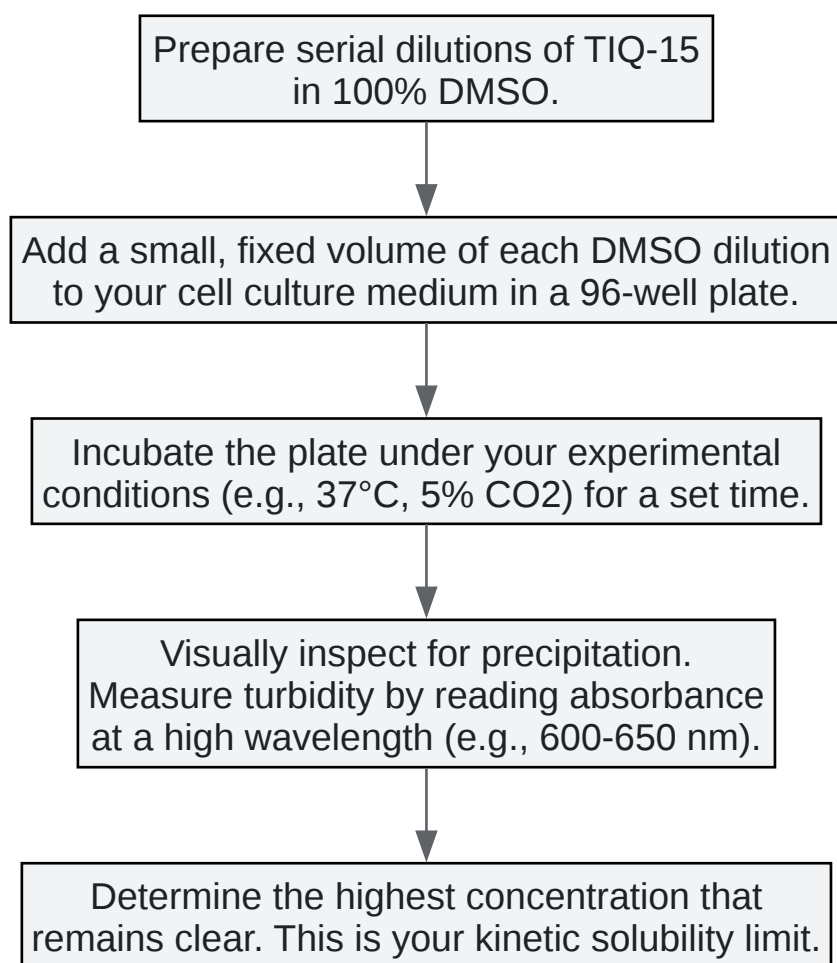 Prepare serial dilutions of TIQ-15
in 100% DMSO.
Add a small, fixed volume of each DMSO dilution
to your cell culture medium in a 96-well plate.
Incubate the plate under your experimental
conditions (e.g., 37°C, 5% CO2) for a set time.
Visually inspect for precipitation.
Measure turbidity by reading absorbance
at a high wavelength (e.g., 600-650 nm).
Determine the highest concentration that
remains clear. This is your kinetic solubility limit.